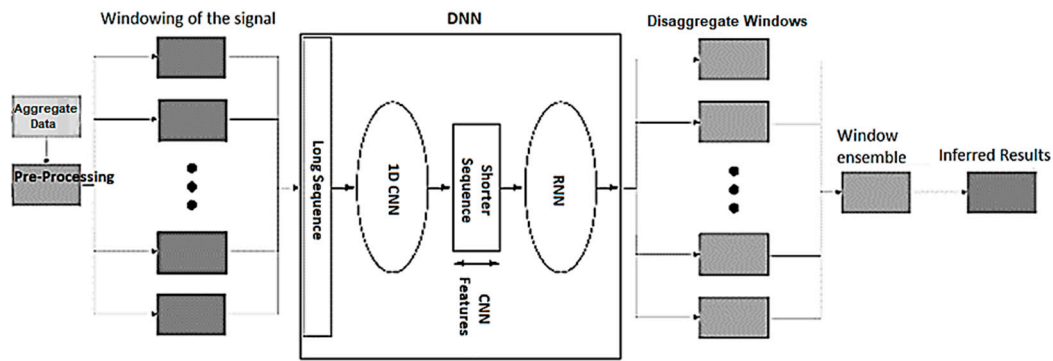 Windowing of the signal
DNN
Disaggregate Windows
Aggregate
Data
Pre-Processing
Long Sequence
1D CNN
Shorter
Sequence
CNN
Features
RNN
Window
ensemble
Inferred Results